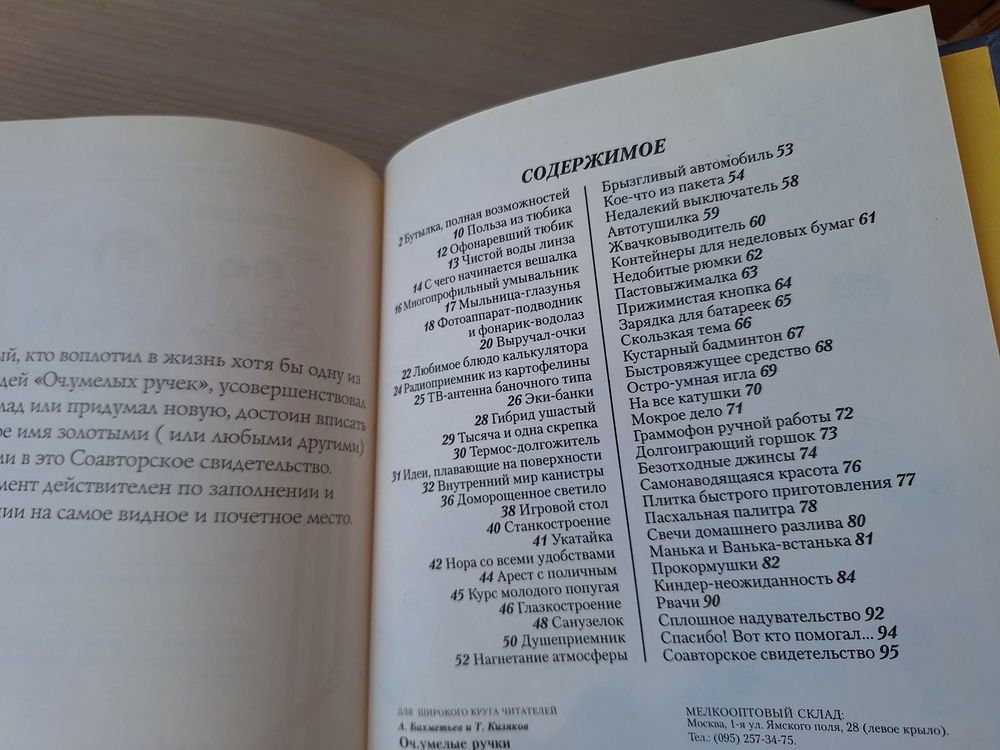 ый, кто воплотил в жизнь хотя бы одну из
дей «Оч.умелых ручек», усовершенствовал
лад или придумал новую, достоин вписать
ое имя золотыми ( или любыми другими)
ми в это Соавторское свидетельство.
мент действителен по заполнении и
нии на самое видное и почетное место.
СОДЕРЖИМОЕ
2 Бутылка, полная возможностей
10 Польза из тюбика
12 Офонаревший тюбик
13 Чистой воды линза
14 С чего начинается вешалка
16 Многопрофильный умывальник
17 Мыльница-глазунья
18 Фотоаппарат-подводник
и фонарик-водолаз
20 Выручал-очки
22 Любимое блюдо калькулятора
24 Радиоприемник из картофелины
25 ТВ-антенна баночного типа
26 Эки-банки
28 Гибрид ушастый
29 Тысяча и одна скрепка
30 Термос-долгожитель
31 Идеи, плавающие на поверхности
32 Внутренний мир канистры
36 Доморощенное светило
38 Игровой стол
40 Станкостроение
41 Укатайка
42 Нора со всеми удобствами
44 Арест с поличным
45 Курс молодого попугая
46 Глазкостроение
48 Санузелок
50 Душеприемник
52 Нагнетание атмосферы
Брызгливый автомобиль 53
Кое-что из пакета 54
Недалекий выключатель 58
Автотушилка 59
Жвачковыводитель 60
Контейнеры для неделовых бумаг 61
Недобитые рюмки 62
Пастовыжималка 63
Прижимистая кнопка 64
Зарядка для батареек 65
Скользкая тема 66
Кустарный бадминтон 67
Быстровяжущее средство 68
Остро-умная игла 69
На все катушки 70
Мокрое дело 71
Граммофон ручной работы 72
Долгоиграющий горшок 73
Безотходные джинсы 74
Самонаводящаяся красота 76
Плитка быстрого приготовления 77
Пасхальная палитра 78
Свечи домашнего разлива 80
Манька и Ванька-встанька 81
Прокормушки 82
Киндер-неожиданность 84
Рвачи 90
Сплошное надувательство 92
Спасибо! Вот кто помогал... 94
Соавторское свидетельство 95
ДЛЯ ШИРОКОГО КРУГА ЧИТАТЕЛЕЙ
А. Бахметьев и Т. Кизяков
Оч.умелые ручки
МЕЛКООПТОВЫЙ СКЛАД:
Москва, 1-я ул. Ямского поля, 28 (левое крыло).
Тел.: (095) 257-34-75.